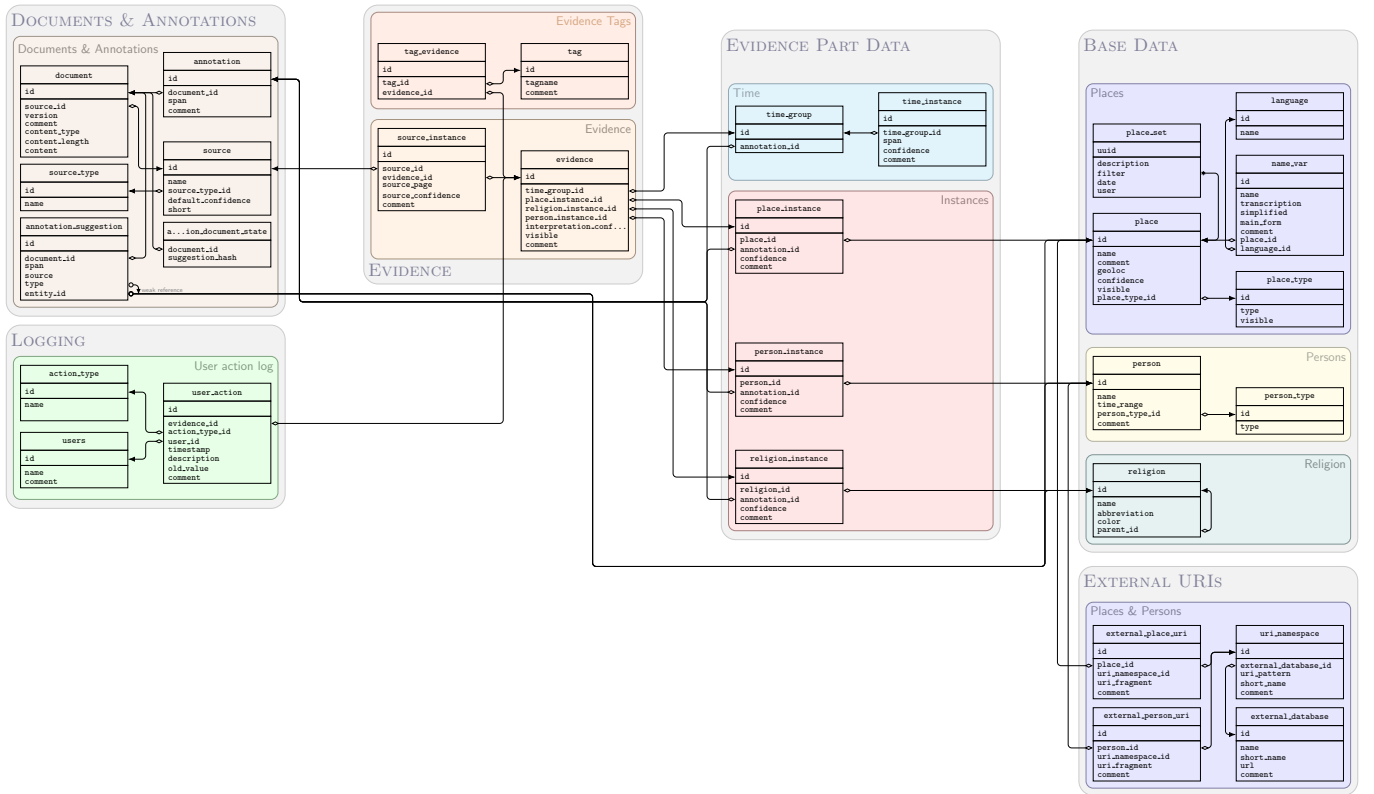 DOCUMENTS & ANNOTATIONS
Documents & Annotations
document
id
source_id
version
comment
content_type
content_length
content
annotation
id
document_id
span
comment
source_type
id
name
source
id
name
source_type_id
default_confidence
short
annotation_suggestion
id
document_id
span
source
type
entity_id
weak reference
a...ion_document_state
document_id
suggestion_hash
LOGGING
User action log
action_type
id
name
users
id
name
comment
user_action
id
evidence_id
action_type_id
user_id
timestamp
description
old_value
comment
Evidence Tags
tag_evidence
id
tag_id
evidence_id
tag
id
tagname
comment
Evidence
source_instance
id
source_id
evidence_id
source_page
source_confidence
comment
evidence
id
time_group_id
place_instance_id
religion_instance_id
person_instance_id
interpretation_conf...
visible
comment
EVIDENCE
EVIDENCE PART DATA
Time
time_group
id
annotation_id
time_instance
id
time_group_id
span
confidence
comment
Instances
place_instance
id
place_id
annotation_id
confidence
comment
person_instance
id
person_id
annotation_id
confidence
comment
religion_instance
id
religion_id
annotation_id
confidence
comment
BASE DATA
Places
place_set
uuid
description
filter
date
user
language
id
name
name_var
id
name
transcription
simplified
main_form
comment
place_id
language_id
place
id
name
comment
geoloc
confidence
visible
place_type_id
place_type
id
type
visible
Persons
person
id
name
time_range
person_type_id
comment
person_type
id
type
Religion
religion
id
name
abbreviation
color
parent_id
EXTERNAL URIS
Places & Persons
external_place_uri
id
place_id
uri_namespace_id
uri_fragment
comment
uri_namespace
id
external_database_id
uri_pattern
short_name
comment
external_person_uri
id
person_id
uri_namespace_id
uri_fragment
comment
external_database
id
name
short_name
url
comment